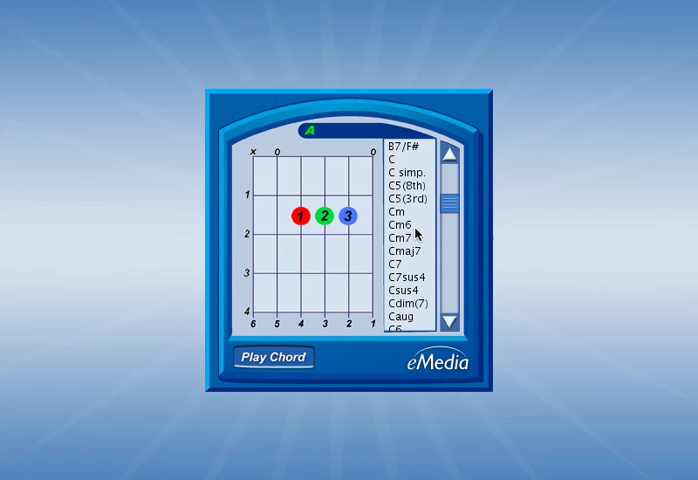 A
x 0 0
1
2
3
4
1 2 3
6 5 4 3 2 1
B7/F#
C
C simp.
C5(8th)
C5(3rd)
Cm
Cm6
Cm7
Cmaj7
C7
C7sus4
Csus4
Cdim(7)
Caug
C6
Play Chord
eMedia